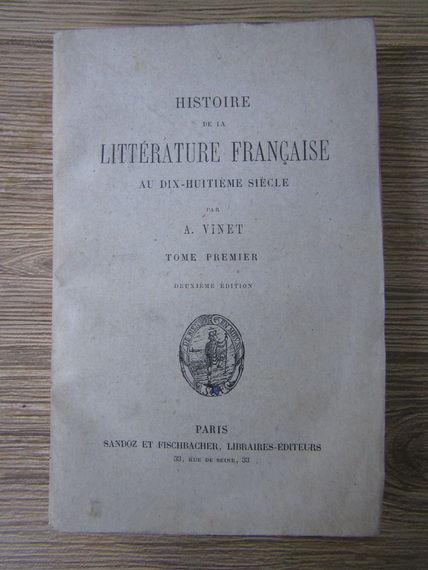 HISTOIRE
DE LA
LITTÉRATURE FRANÇAISE
AU DIX-HUITIÈME SIÈCLE
PAR
A. VINET
TOME PREMIER
DEUXIÈME ÉDITION
PARIS
SANDOZ ET FISCHBACHER, LIBRAIRES-ÉDITEURS
33, RUE DE SEINE, 33